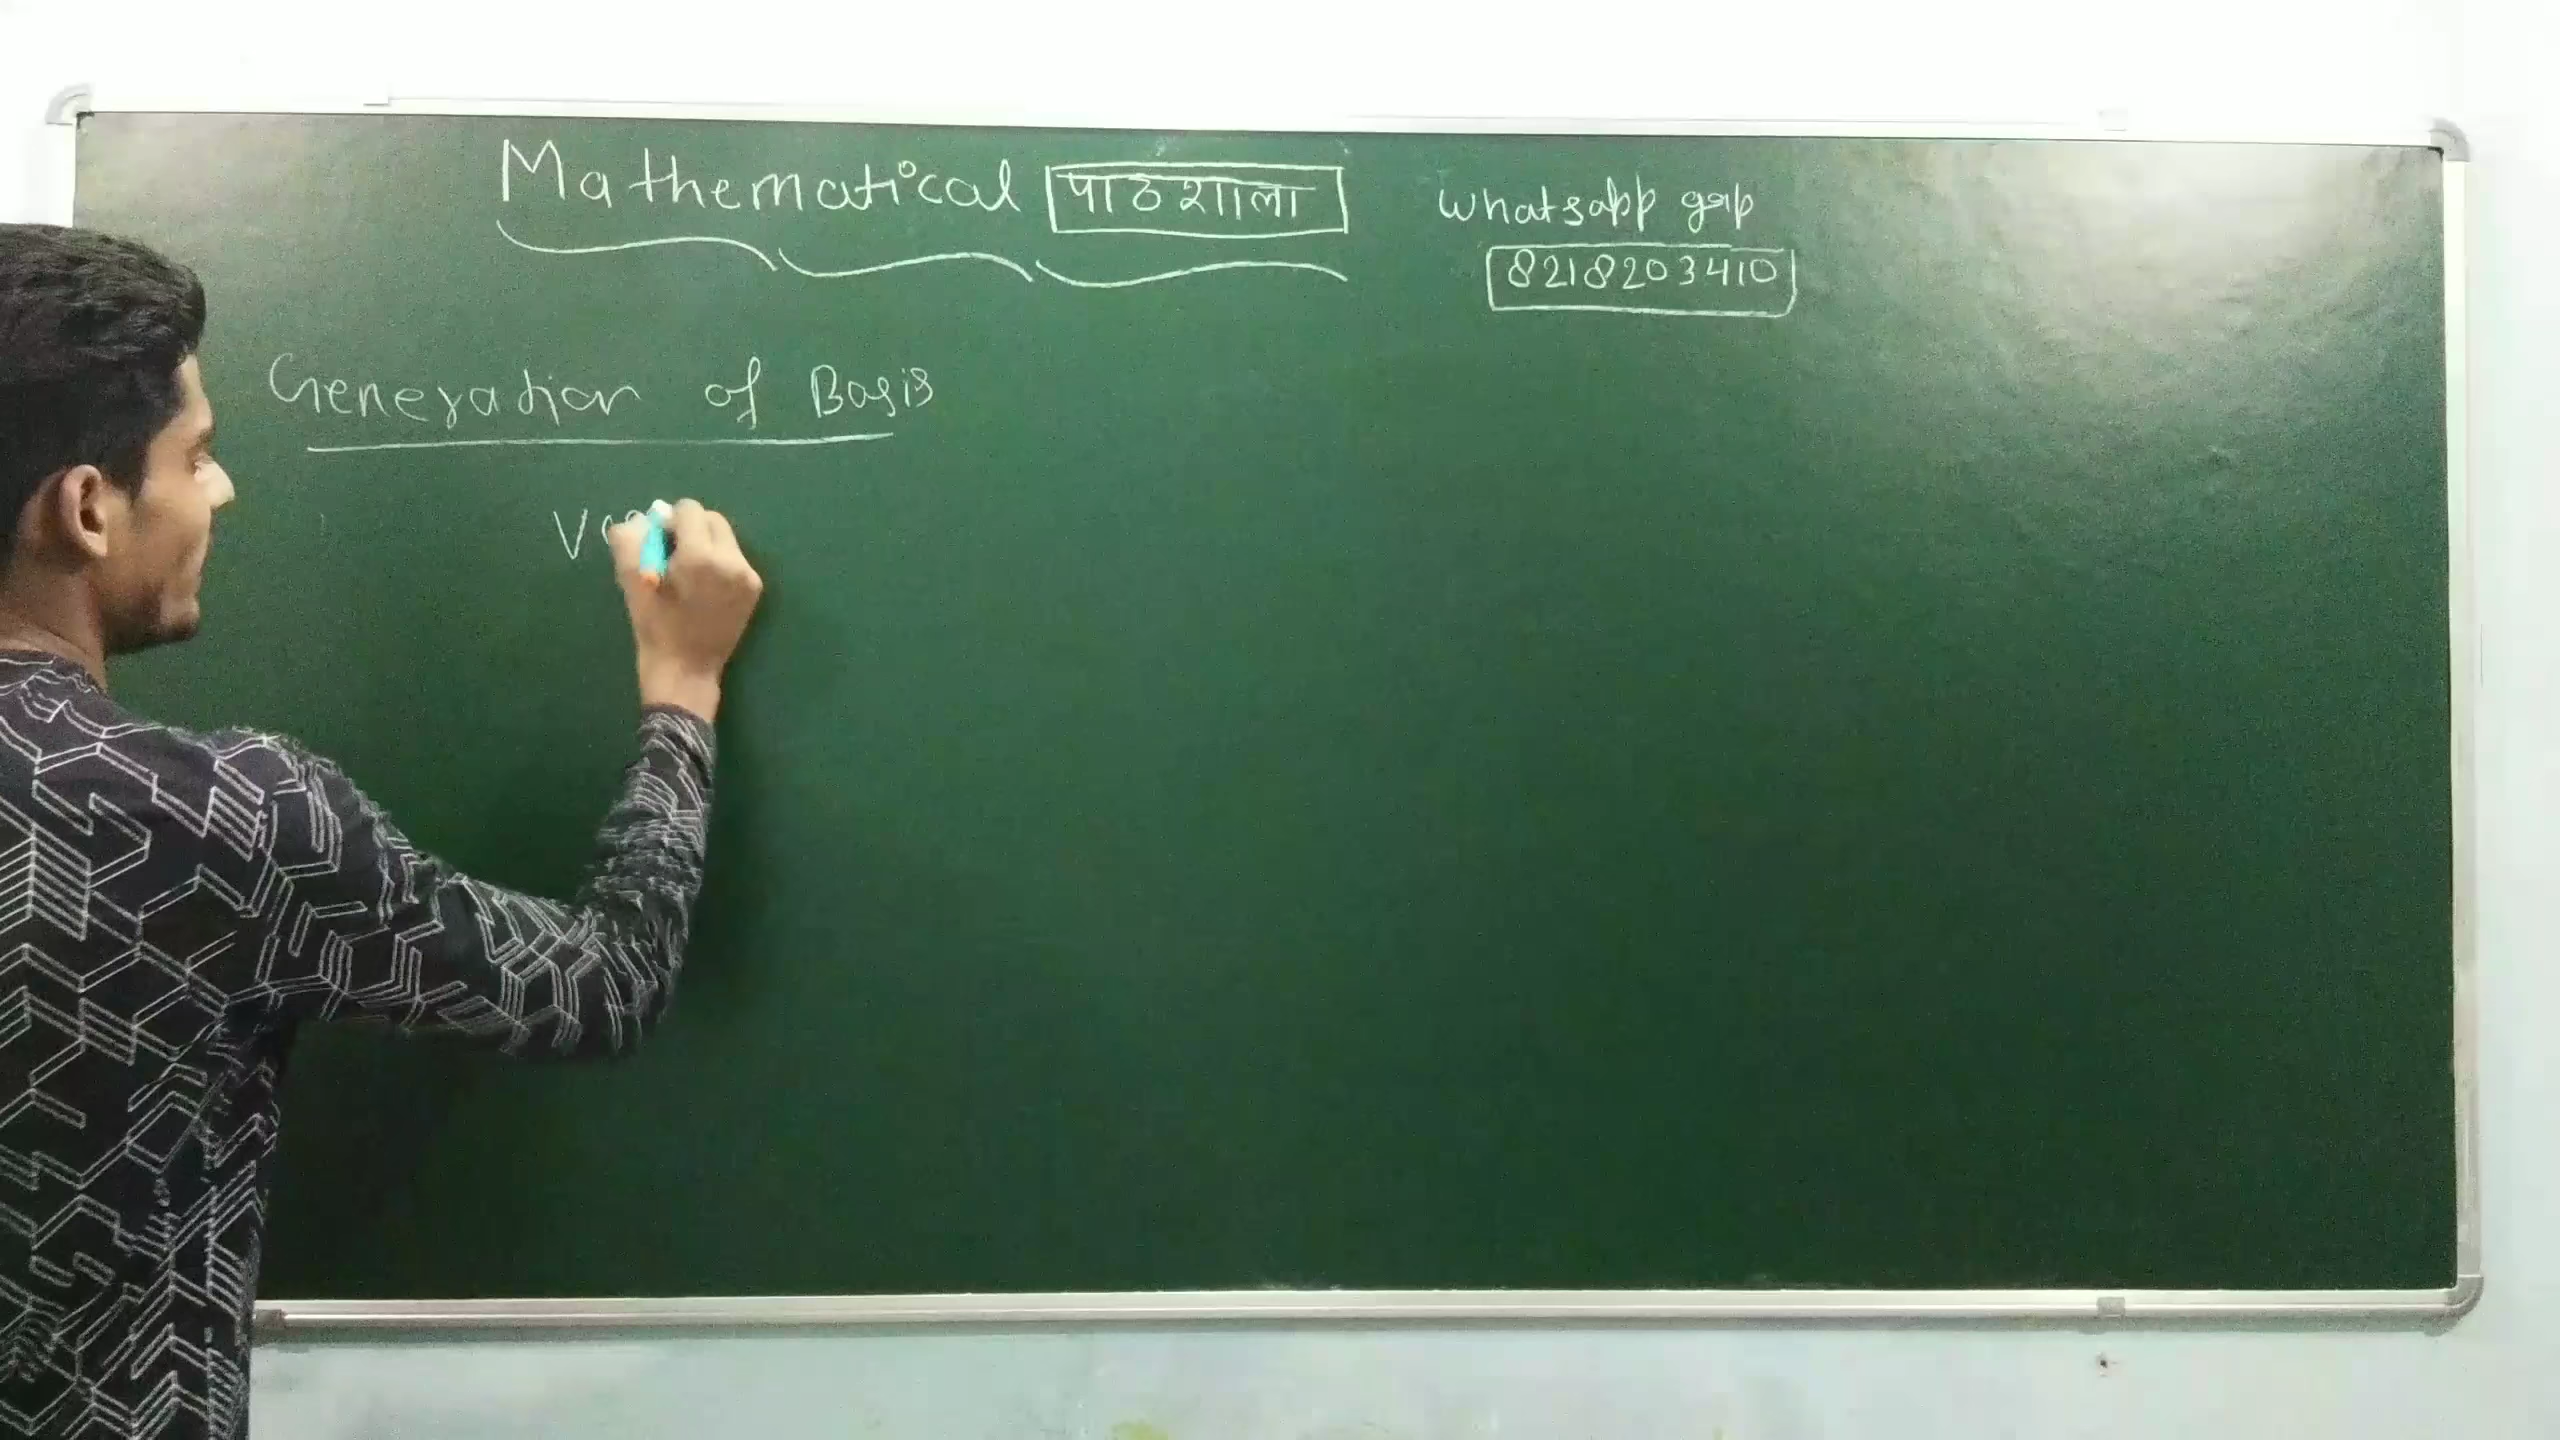 Mathematical पाठशाला
Whatsapp grp
8218203410
Generation of Basis
V